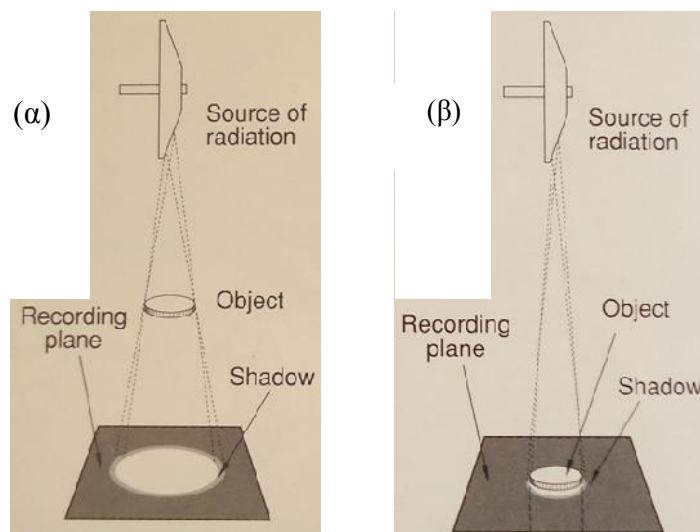 (α)
Source of
radiation
Object
Recording
plane
Shadow
(β)
Source of
radiation
Object
Recording
plane
Shadow